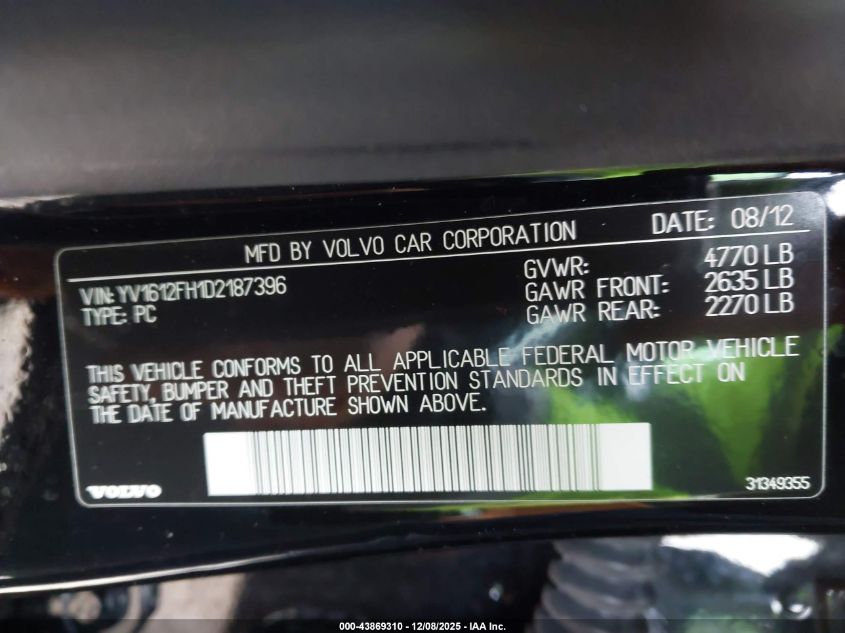 MFD BY VOLVO CAR CORPORATION DATE: 08/12
VIN: YV1612FH1D2187396 GVWR: 4770 LB
TYPE: PC GAWR FRONT: 2635 LB
GAWR REAR: 2270 LB
THIS VEHICLE CONFORMS TO ALL APPLICABLE FEDERAL MOTOR VEHICLE
SAFETY, BUMPER AND THEFT PREVENTION STANDARDS IN EFFECT ON
THE DATE OF MANUFACTURE SHOWN ABOVE.
VOLVO 31349355
000-43869310 - 12/08/2025 - IAA Inc.